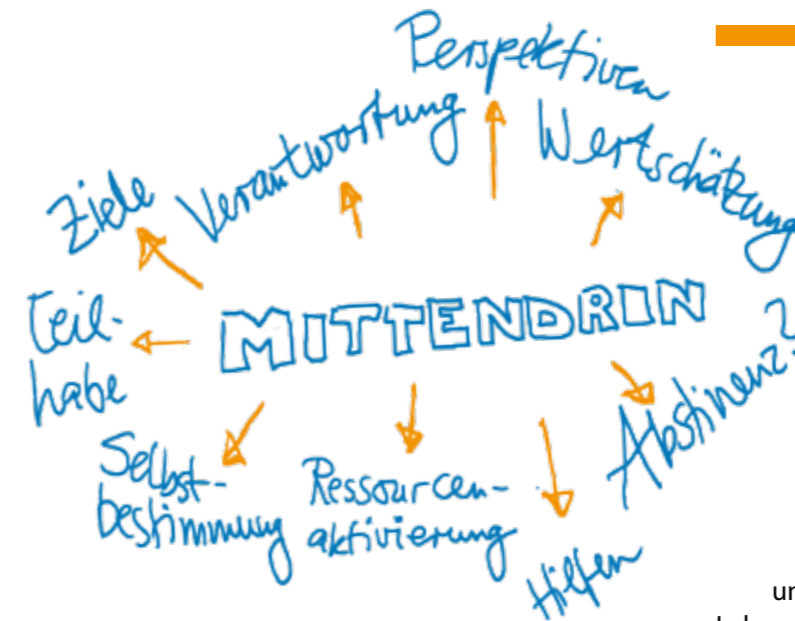 Perspektiven
Verantwortung
Wertschätzung
Ziele
MITTENDRIN
Teil-
habe
Abstinenz?
Selbst-
bestimmung
Ressourcen-
aktivierung
Hilfen